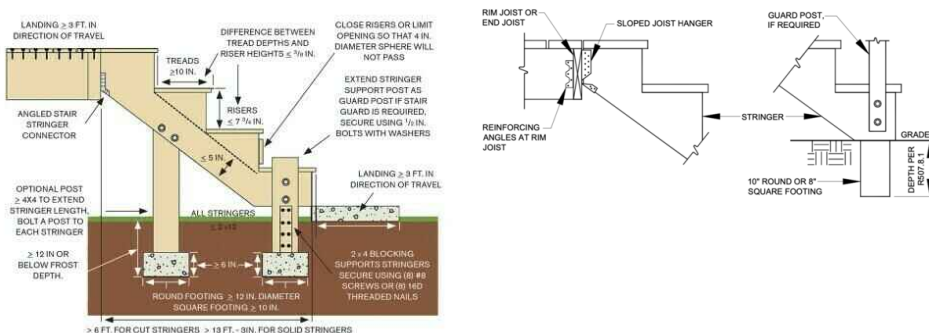 LANDING ≥ 3 FT. IN
DIRECTION OF TRAVEL
DIFFERENCE BETWEEN
TREAD DEPTHS AND
RISER HEIGHTS ≤ 3/8 IN.
CLOSE RISERS OR LIMIT
OPENING SO THAT 4 IN.
DIAMETER SPHERE WILL
NOT PASS
TREADS
≥10 IN.
EXTEND STRINGER
SUPPORT POST AS
GUARD POST IF STAIR
GUARD IS REQUIRED,
SECURE USING 1/2 IN.
BOLTS WITH WASHERS
RISERS
≤ 7 3/4 IN.
ANGLED STAIR
STRINGER
CONNECTOR
≤ 5 IN.
LANDING ≥ 3 FT. IN
DIRECTION OF TRAVEL
OPTIONAL POST
≥ 4X4 TO EXTEND
STRINGER LENGTH.
BOLT A POST TO
EACH STRINGER
ALL STRINGERS
≥ 12 IN OR
BELOW FROST
DEPTH.
≥ 6 IN.
2 x 4 BLOCKING
SUPPORTS STRINGERS
SECURE USING (8) #8
SCREWS OR (8) 16D
THREADED NAILS
ROUND FOOTING ≥ 12 IN. DIAMETER
SQUARE FOOTING ≥ 10 IN.
> 6 FT. FOR CUT STRINGERS > 13 FT. - 3IN. FOR SOLID STRINGERS
RIM JOIST OR
END JOIST
SLOPED JOIST HANGER
REINFORCING
ANGLES AT RIM
JOIST
STRINGER
GUARD POST,
IF REQUIRED
GRADE
10" ROUND OR 8"
SQUARE FOOTING
DEPTH PER
R507.8.1